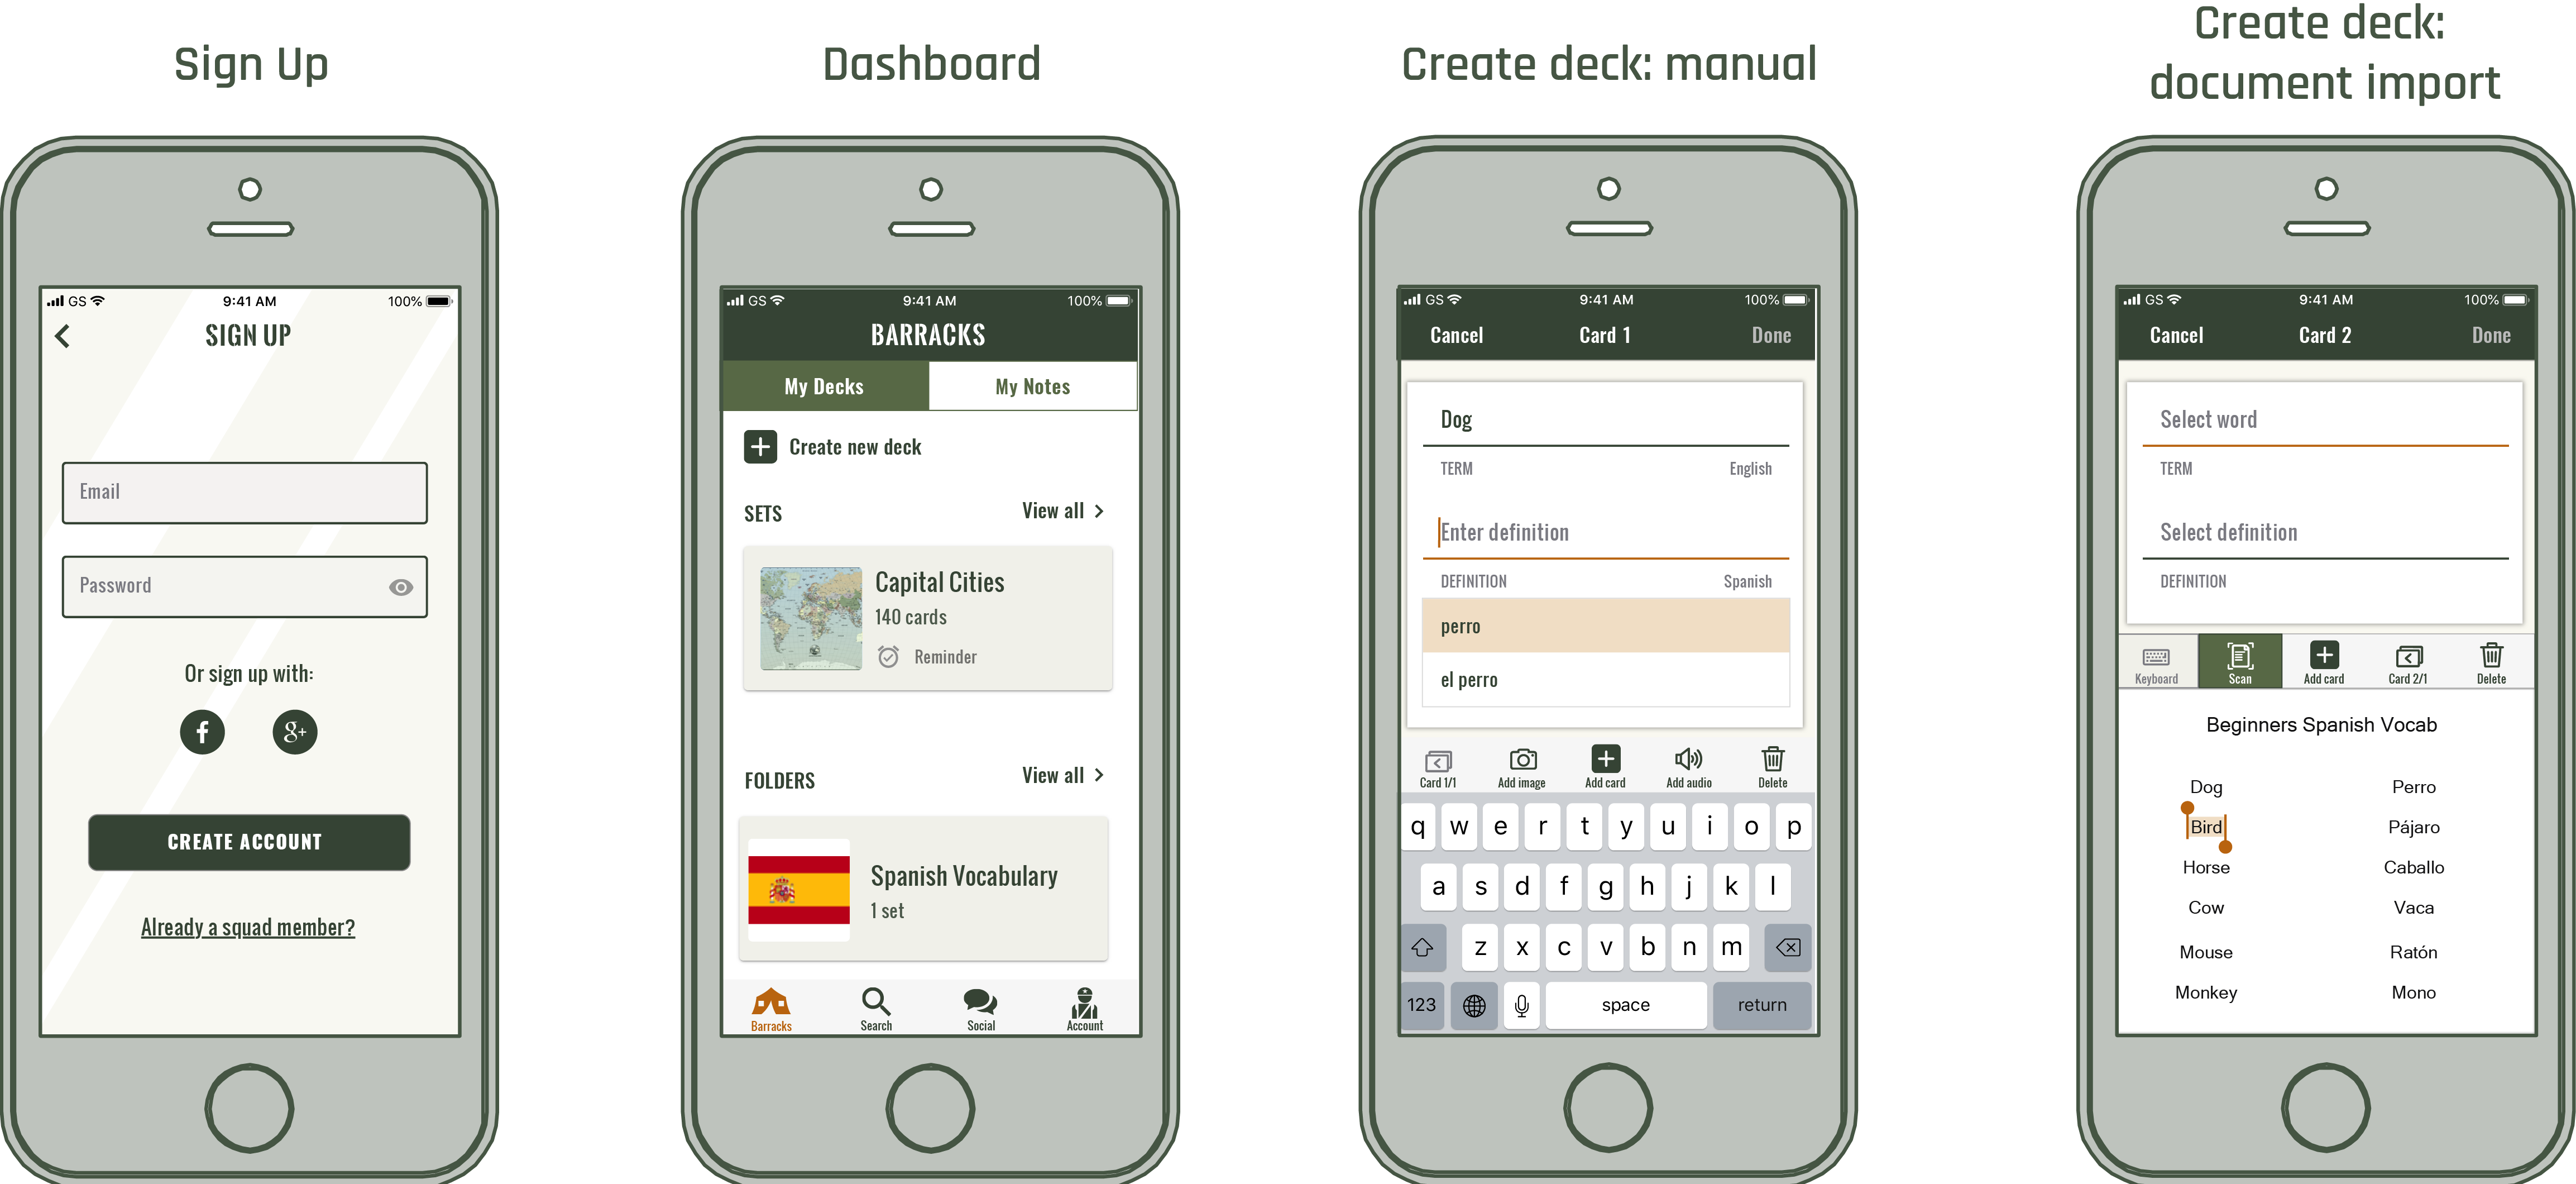 Sign Up
GS
9:41 AM
100%
SIGN UP
Email
Password
Or sign up with:
f
g+
CREATE ACCOUNT
Already a squad member?
Dashboard
GS
9:41 AM
100%
BARRACKS
My Decks
My Notes
Create new deck
SETS
View all
Capital Cities
140 cards
Reminder
FOLDERS
View all
Spanish Vocabulary
1 set
Barracks
Search
Social
Account
Create deck: manual
GS
9:41 AM
100%
Cancel
Card 1
Done
Dog
TERM
English
Enter definition
DEFINITION
Spanish
perro
el perro
Card 1/1
Add image
Add card
Add audio
Delete
q w e r t y u i o p
a s d f g h j k l
z x c v b n m
123
space
return
Create deck:
document import
GS
9:41 AM
100%
Cancel
Card 2
Done
Select word
TERM
Select definition
DEFINITION
Keyboard
Scan
Add card
Card 2/1
Delete
Beginners Spanish Vocab
Dog Perro
Bird Pájaro
Horse Caballo
Cow Vaca
Mouse Ratón
Monkey Mono